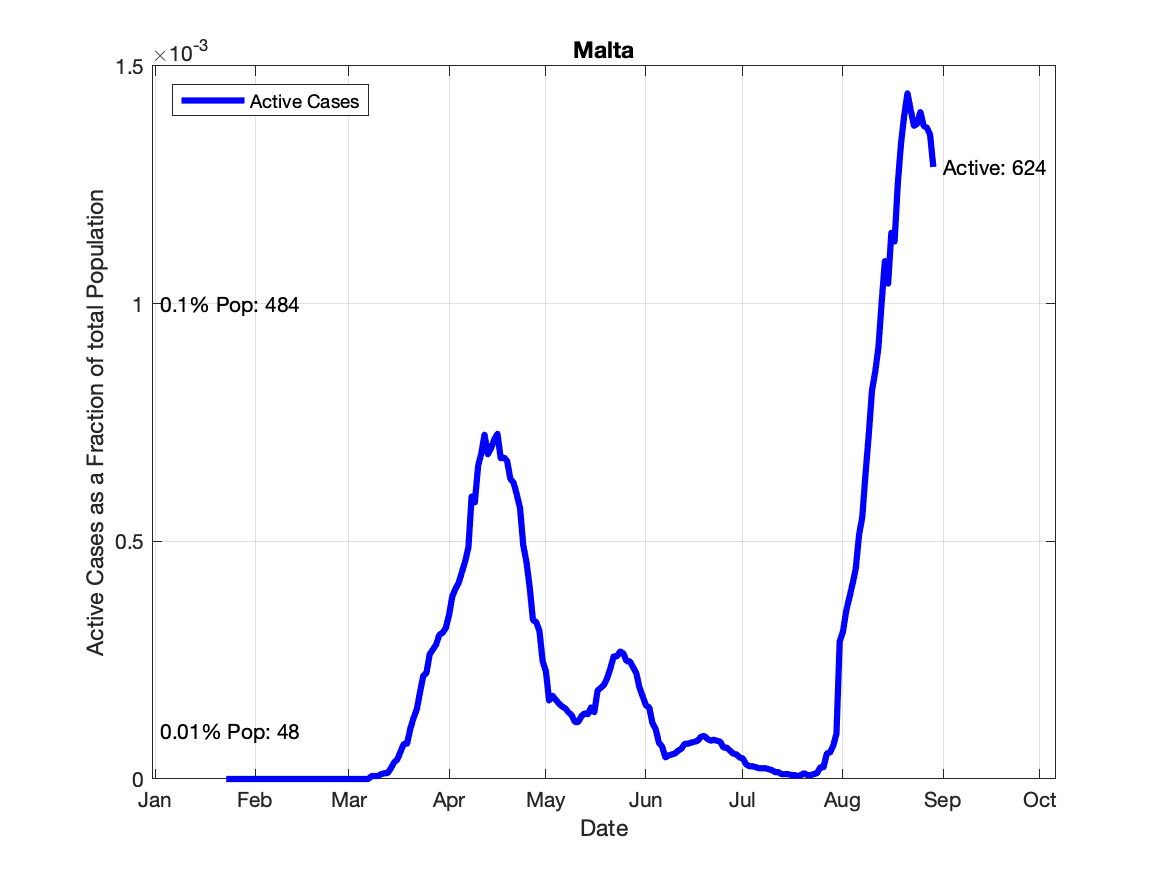 Malta
×10⁻³
1.5
Active Cases
Active: 624
1
0.1% Pop: 484
0.5
0.01% Pop: 48
0
Jan Feb Mar Apr May Jun Jul Aug Sep Oct
Date
Active Cases as a Fraction of total Population